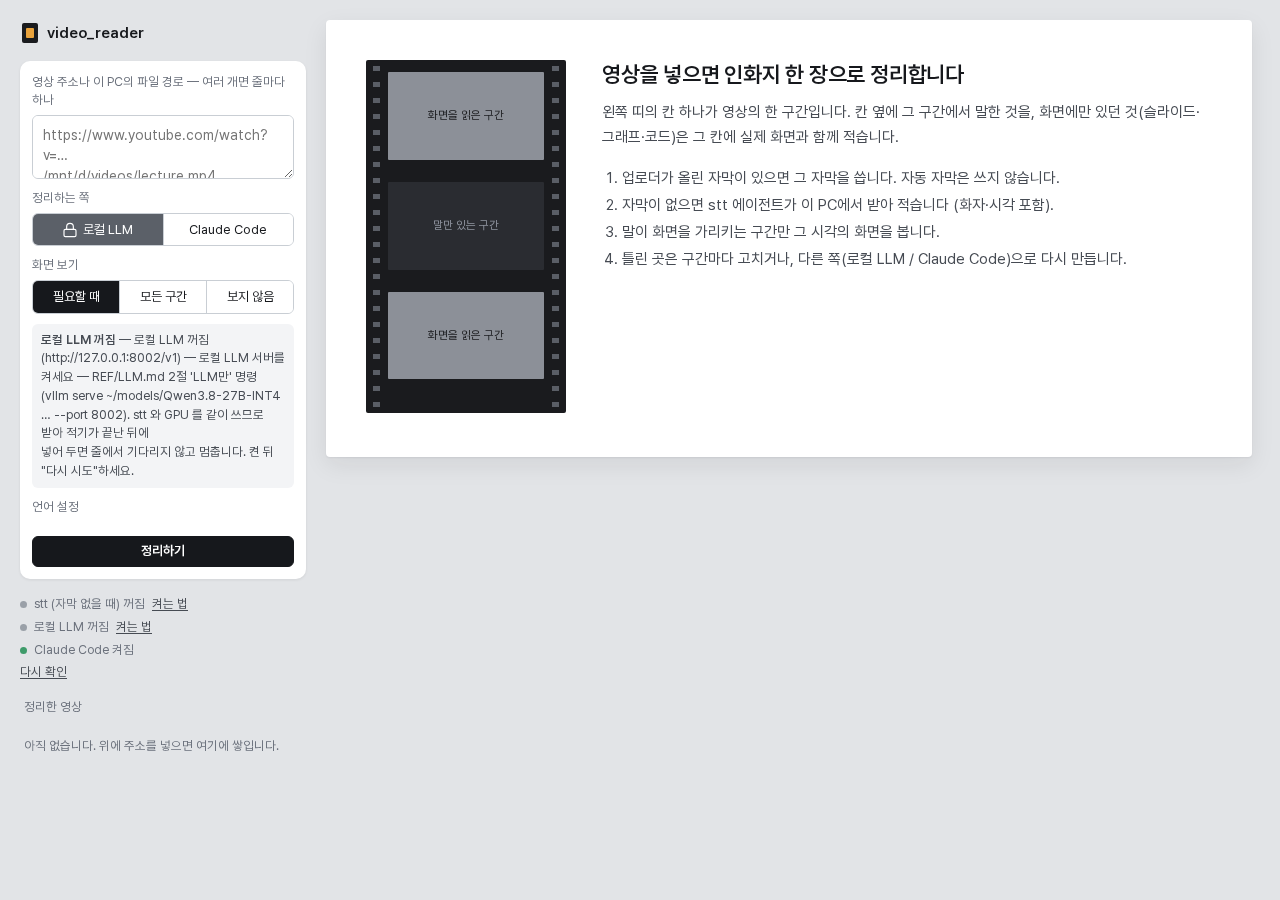 video_reader
영상 주소나 이 PC의 파일 경로 — 여러 개면 줄마다
하나
https://www.youtube.com/watch?
v=…
/mnt/d/videos/lecture.mp4
정리하는 쪽
로컬 LLM
Claude Code
화면 보기
필요할 때
모든 구간
보지 않음
로컬 LLM 꺼짐 — 로컬 LLM 꺼짐
(http://127.0.0.1:8002/v1) — 로컬 LLM 서버를
켜세요 — REF/LLM.md 2절 'LLM만' 명령
(vllm serve ~/models/Qwen3.8-27B-INT4
… --port 8002). stt 와 GPU 를 같이 쓰므로
받아 적기가 끝난 뒤에
넣어 두면 줄에서 기다리지 않고 멈춥니다. 켠 뒤
"다시 시도"하세요.
언어 설정
정리하기
stt (자막 없을 때) 꺼짐 켜는 법
로컬 LLM 꺼짐 켜는 법
Claude Code 켜짐
다시 확인
정리한 영상
아직 없습니다. 위에 주소를 넣으면 여기에 쌓입니다.
화면을 읽은 구간
말만 있는 구간
화면을 읽은 구간
영상을 넣으면 인화지 한 장으로 정리합니다
왼쪽 띠의 칸 하나가 영상의 한 구간입니다. 칸 옆에 그 구간에서 말한 것을, 화면에만 있던 것(슬라이드·
그래프·코드)은 그 칸에 실제 화면과 함께 적습니다.
1. 업로더가 올린 자막이 있으면 그 자막을 씁니다. 자동 자막은 쓰지 않습니다.
2. 자막이 없으면 stt 에이전트가 이 PC에서 받아 적습니다 (화자·시각 포함).
3. 말이 화면을 가리키는 구간만 그 시각의 화면을 봅니다.
4. 틀린 곳은 구간마다 고치거나, 다른 쪽(로컬 LLM / Claude Code)으로 다시 만듭니다.